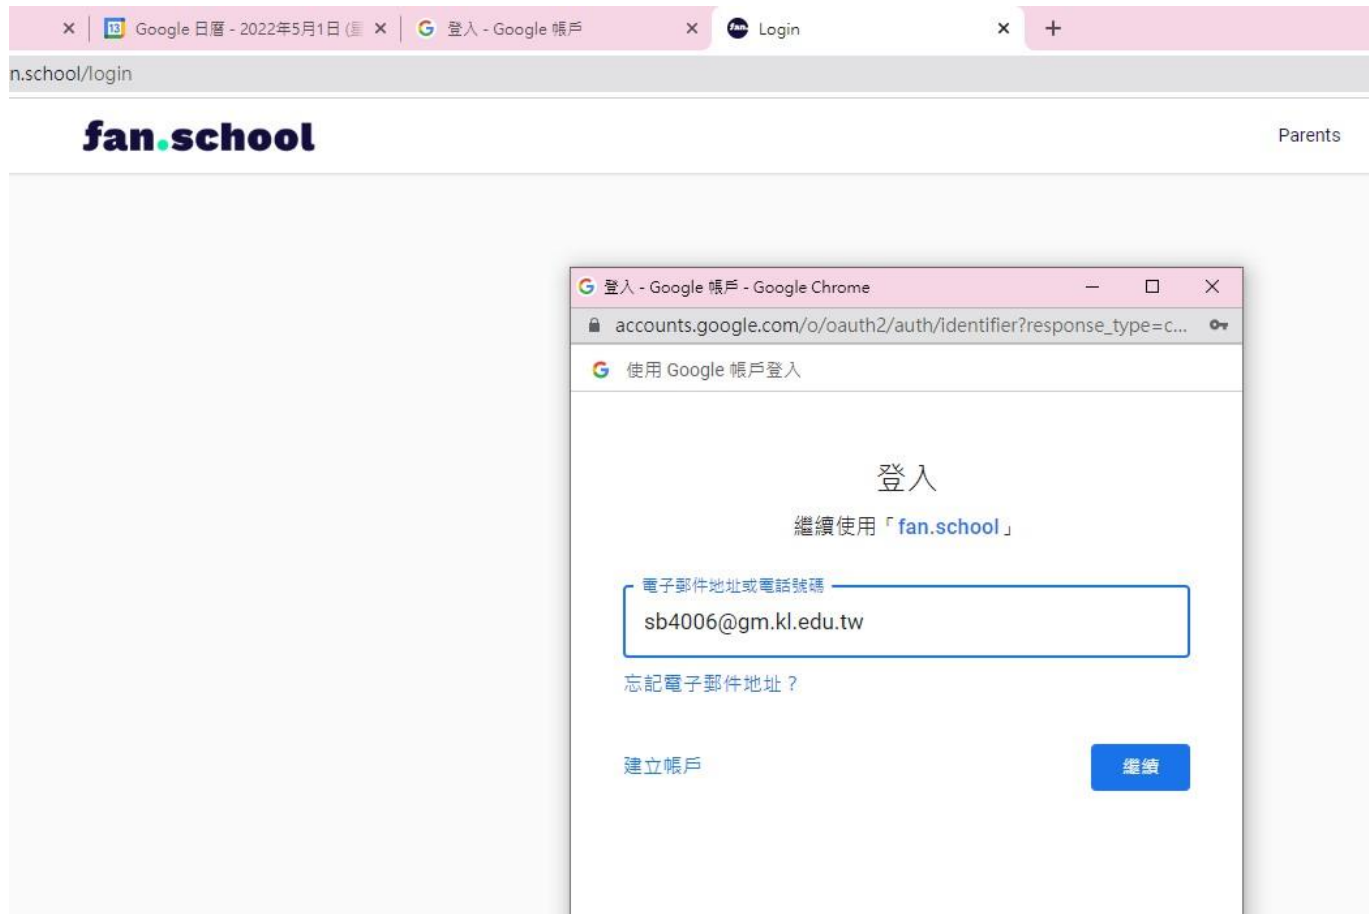 Google 日曆 - 2022年5月1日 (星
登入 - Google 帳戶
Login
n.school/login
fan.school
Parents
登入 - Google 帳戶 - Google Chrome
accounts.google.com/o/oauth2/auth/identifier?response_type=c...
使用 Google 帳戶登入
登入
繼續使用「fan.school」
電子郵件地址或電話號碼
sb4006@gm.kl.edu.tw
忘記電子郵件地址？
建立帳戶
繼續